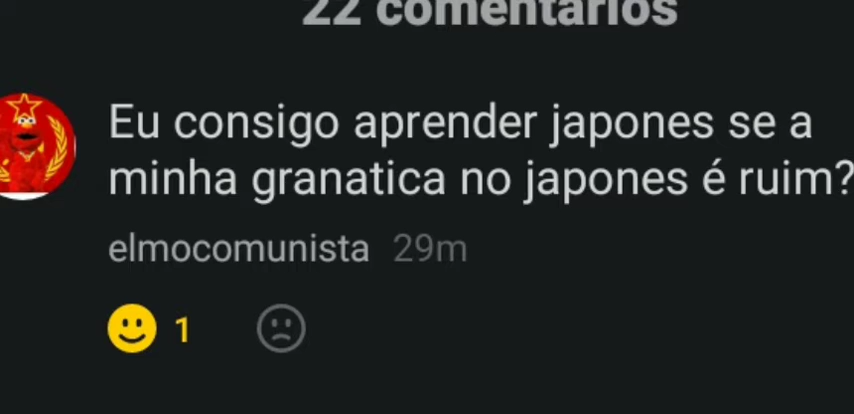 22 comentários
Eu consigo aprender japones se a
minha granatica no japones é ruim?
elmocomunista 29m
1